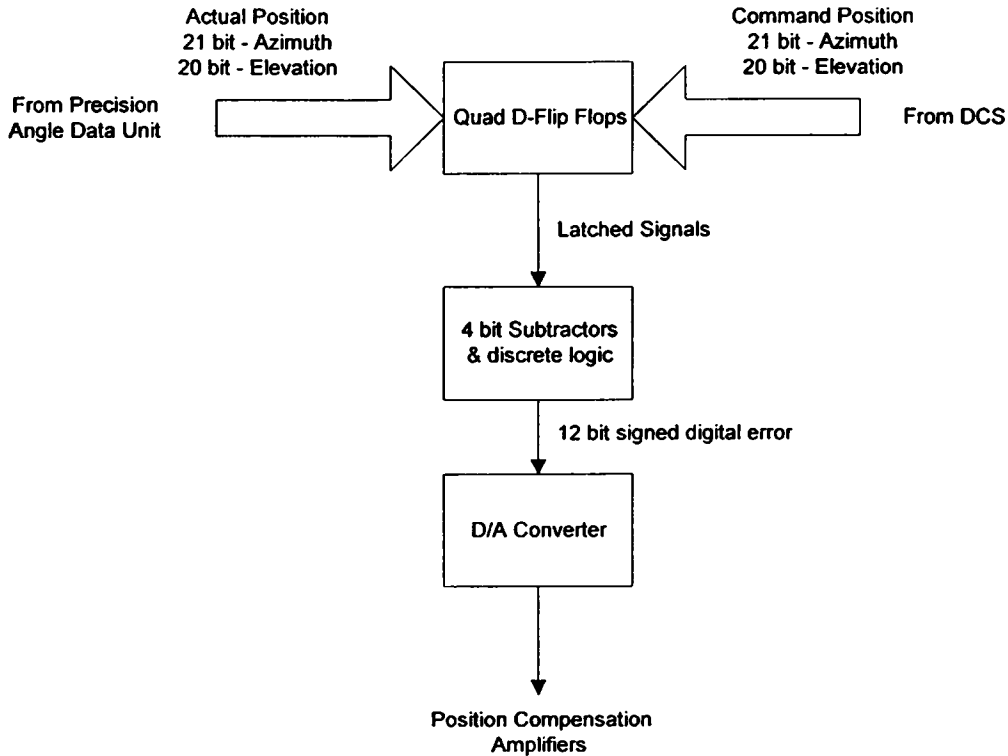 Actual Position
21 bit - Azimuth
20 bit - Elevation
Command Position
21 bit - Azimuth
20 bit - Elevation
From Precision
Angle Data Unit
Quad D-Flip Flops
From DCS
Latched Signals
4 bit Subtractors
& discrete logic
12 bit signed digital error
D/A Converter
Position Compensation
Amplifiers